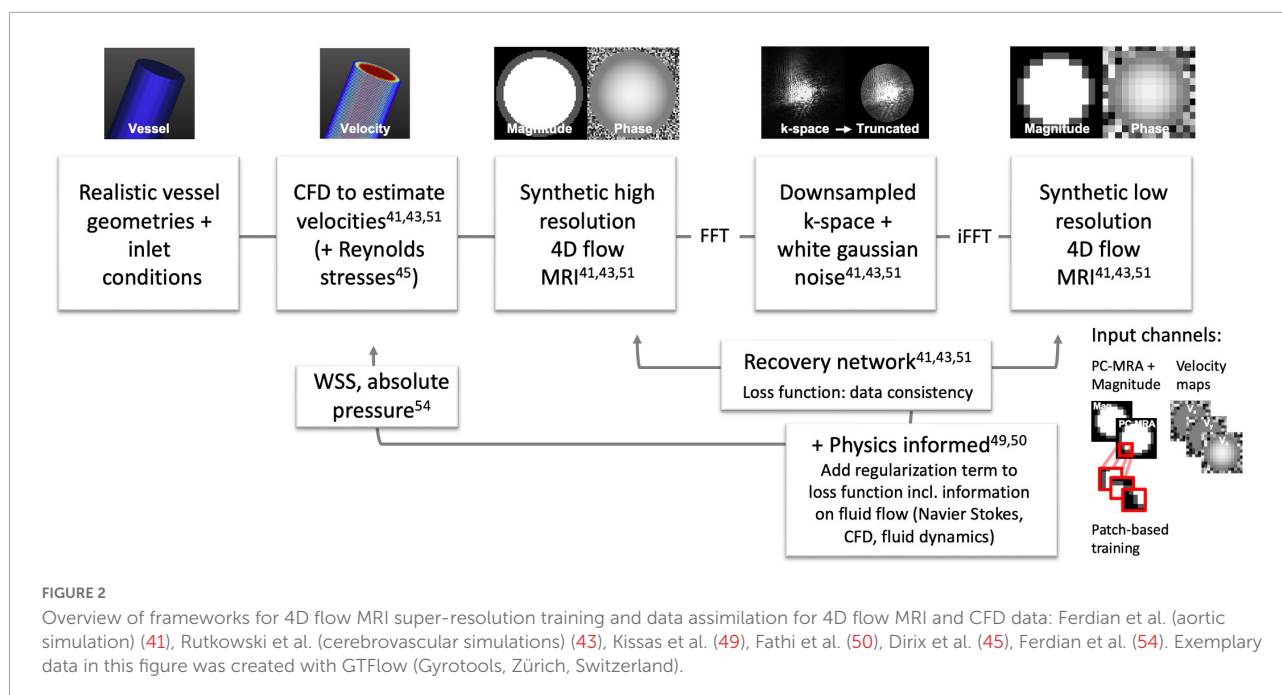 Vessel
Velocity
Magnitude
Phase
k-space → Truncated
Magnitude
Phase
Realistic vessel
geometries +
inlet
conditions
CFD to estimate
velocities41,43,51
(+ Reynolds
stresses45)
Synthetic high
resolution
4D flow
MRI41,43,51
FFT
Downsampled
k-space +
white gaussian
noise41,43,51
iFFT
Synthetic low
resolution
4D flow
MRI41,43,51
WSS, absolute
pressure54
Recovery network41,43,51
Loss function: data consistency
+ Physics informed49,50
Add regularization term to
loss function incl. information
on fluid flow (Navier Stokes,
CFD, fluid dynamics)
Input channels:
PC-MRA +
Magnitude
Velocity
maps
Mag
PC-MRA
Patch-based
training
FIGURE 2
Overview of frameworks for 4D flow MRI super-resolution training and data assimilation for 4D flow MRI and CFD data: Ferdian et al. (aortic
simulation) (41), Rutkowski et al. (cerebrovascular simulations) (43), Kissas et al. (49), Fathi et al. (50), Dirix et al. (45), Ferdian et al. (54). Exemplary
data in this figure was created with GTFlow (Gyrotools, Zürich, Switzerland).